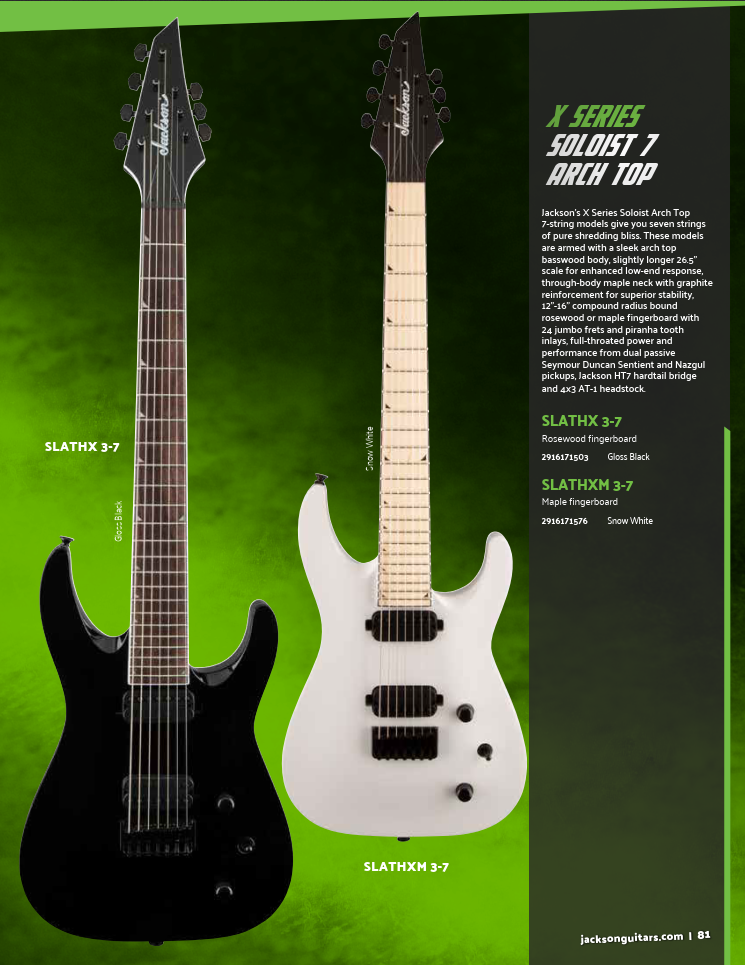 Jackson
Jackson
X SERIES
SOLOIST 7
ARCH TOP
Jackson's X Series Soloist Arch Top
7-string models give you seven strings
of pure shredding bliss. These models
are armed with a sleek arch top
basswood body, slightly longer 26.5"
scale for enhanced low-end response,
through-body maple neck with graphite
reinforcement for superior stability,
12"-16" compound radius bound
rosewood or maple fingerboard with
24 jumbo frets and piranha tooth
inlays, full-throated power and
performance from dual passive
Seymour Duncan Sentient and Nazgul
pickups, Jackson HT7 hardtail bridge
and 4x3 AT-1 headstock.
SLATHX 3-7
Rosewood fingerboard
2916171503 Gloss Black
SLATHXM 3-7
Maple fingerboard
2916171576 Snow White
SLATHX 3-7
Gloss Black
Snow White
SLATHXM 3-7
jacksonguitars.com | 81